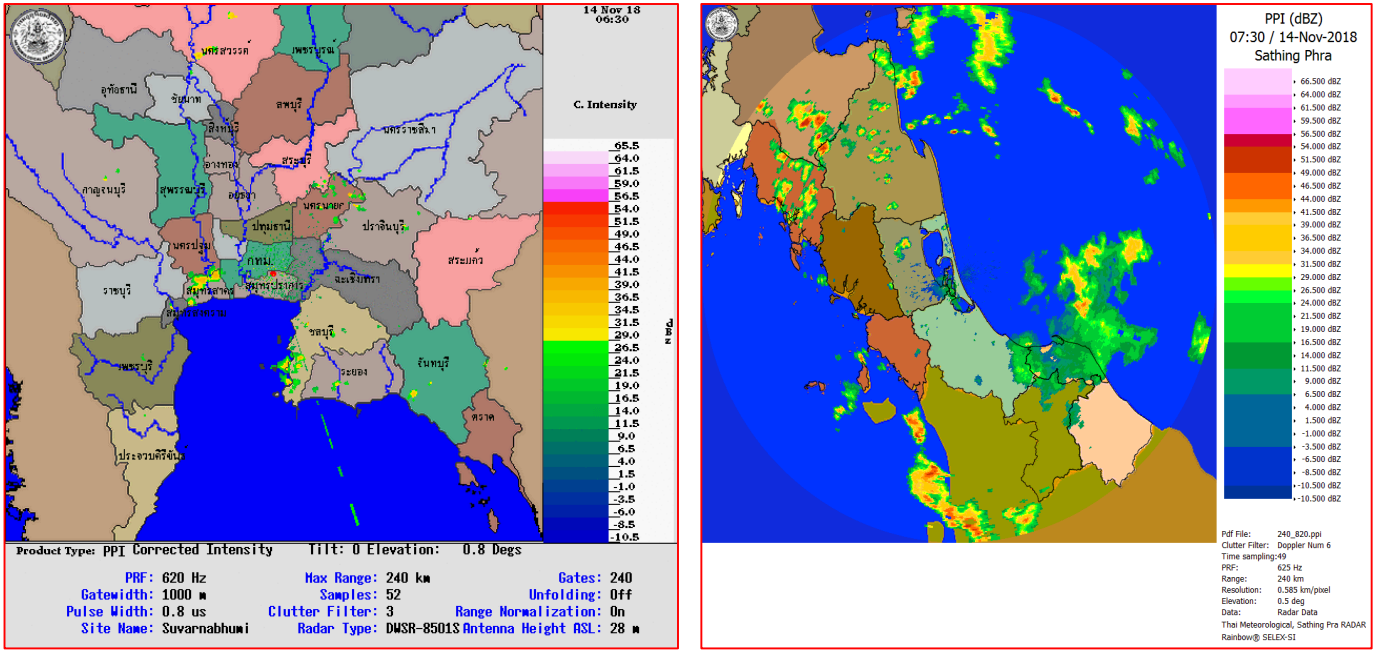 14 Nov 18
06:30
C. Intensity
65.5
64.0
61.5
59.0
56.5
54.0
51.5
49.0
46.5
44.0
41.5
39.0
36.5
34.5
31.5
29.0
26.5
24.0
21.5
19.0
16.5
14.0
11.5
9.0
6.5
4.0
1.5
-1.0
-3.5
-6.0
-8.5
-10.5
นครสวรรค์
เพชรบูรณ์
อุทัยธานี
ชัยนาท
ลพบุรี
สิงห์บุรี
นครราชสีมา
อ่างทอง
สระบุรี
กาญจนบุรี
สุพรรณบุรี
อยุธยา
นครนายก
ปทุมธานี
ปราจีนบุรี
นครปฐม
กทม.
สระแก้ว
ฉะเชิงเทรา
ราชบุรี
สมุทรสาคร
สมุทรปราการ
สมุทรสงคราม
ชลบุรี
เพชรบุรี
ระยอง
จันทบุรี
ตราด
ประจวบคีรีขันธ์
Product Type: PPI Corrected Intensity Tilt: 0 Elevation: 0.8 Degs
PRF: 620 Hz Max Range: 240 km Gates: 240
Gatewidth: 1000 m Samples: 52 Unfolding: Off
Pulse Width: 0.8 us Clutter Filter: 3 Range Normalization: On
Site Name: Suvarnabhumi Radar Type: DWSR-8501S Antenna Height ASL: 28 m
PPI (dBZ)
07:30 / 14-Nov-2018
Sathing Phra
66.500 dBZ
64.000 dBZ
61.500 dBZ
59.500 dBZ
56.500 dBZ
54.000 dBZ
51.500 dBZ
49.000 dBZ
46.500 dBZ
44.000 dBZ
41.500 dBZ
39.000 dBZ
36.500 dBZ
34.000 dBZ
31.500 dBZ
29.000 dBZ
26.500 dBZ
24.000 dBZ
21.500 dBZ
19.000 dBZ
16.500 dBZ
14.000 dBZ
11.500 dBZ
9.000 dBZ
6.500 dBZ
4.000 dBZ
1.500 dBZ
-1.000 dBZ
-3.500 dBZ
-6.500 dBZ
-8.500 dBZ
-10.500 dBZ
-10.500 dBZ
Pdf File: 240_820.ppi
Clutter Filter: Doppler Num 6
Time sampling:49
PRF: 625 Hz
Range: 240 km
Resolution: 0.585 km/pixel
Elevation: 0.5 deg
Data: Radar Data
Thai Meteorological, Sathing Pra RADAR
Rainbow® SELEX-SI